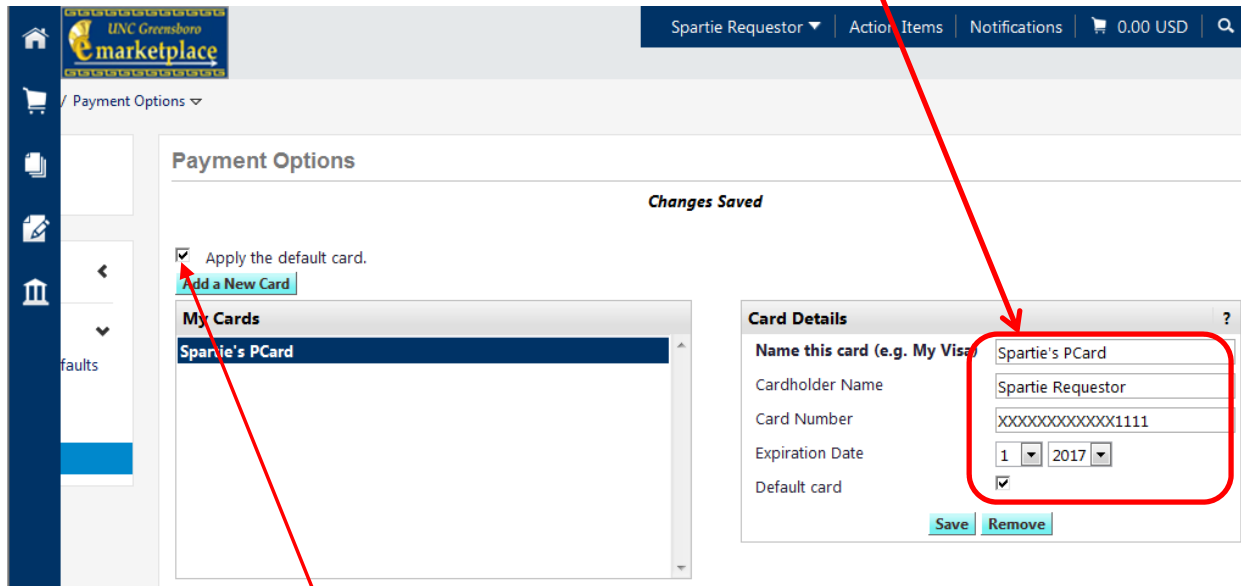 UNC Greensboro
emarketplace
Spartie Requestor Action Items Notifications 0.00 USD
/ Payment Options
Payment Options
Changes Saved
Apply the default card.
Add a New Card
My Cards
Spartie's PCard
faults
Card Details ?
Name this card (e.g. My Visa) Spartie's PCard
Cardholder Name Spartie Requestor
Card Number XXXXXXXXXXXX1111
Expiration Date 1 2017
Default card
Save Remove